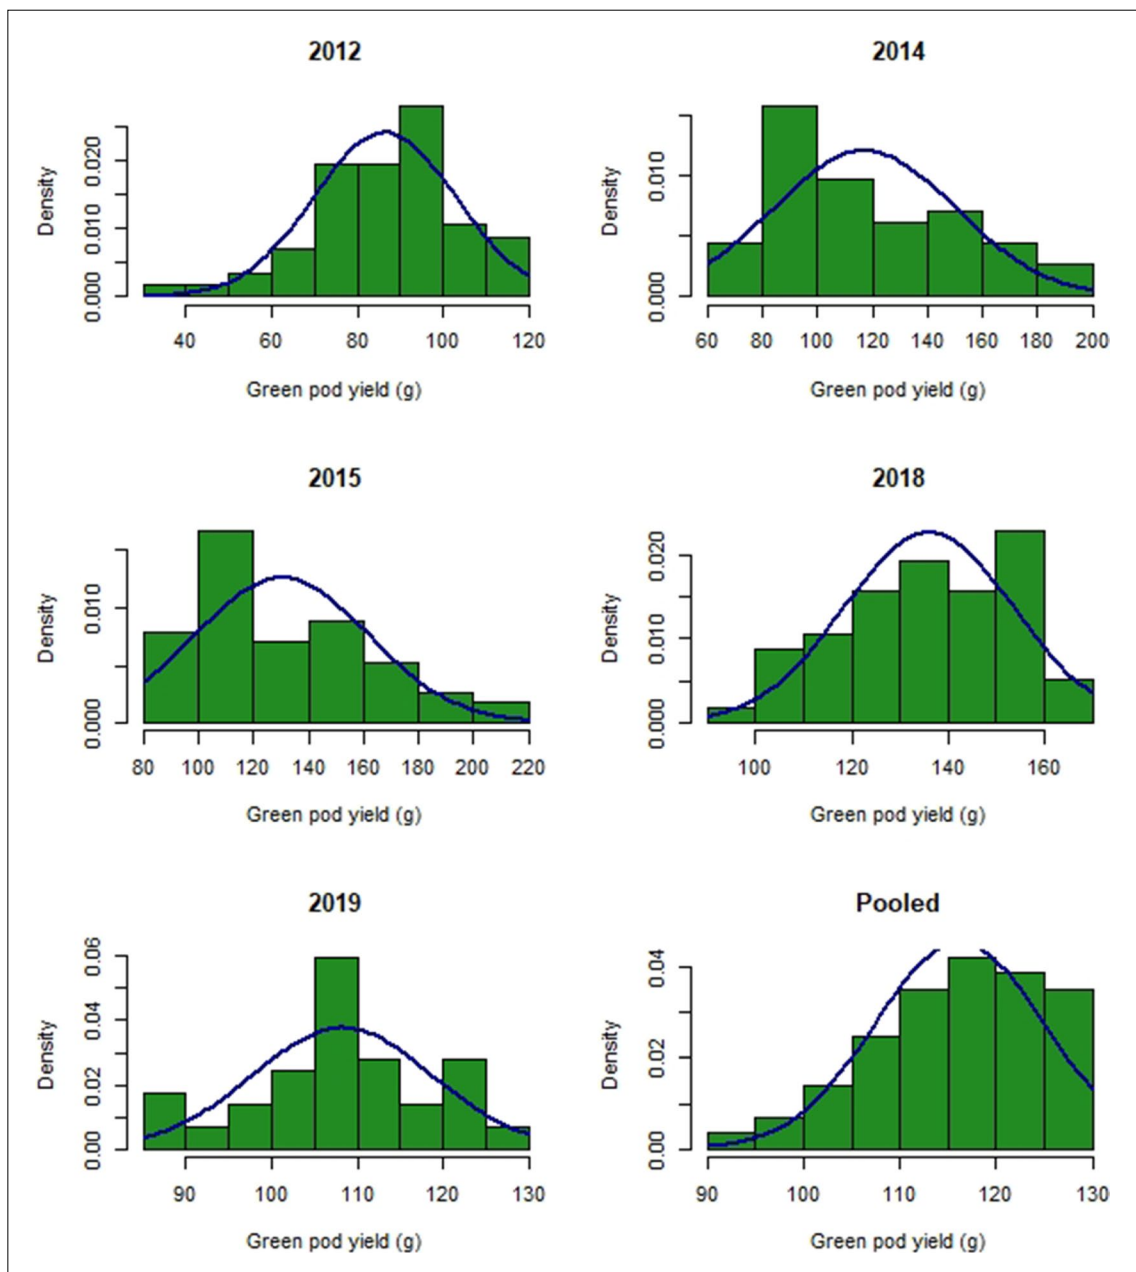 2012
Density
0.000 0.010 0.020
40 60 80 100 120
Green pod yield (g)
2014
Density
0.000 0.010
60 80 100 120 140 160 180 200
Green pod yield (g)
2015
Density
0.000 0.010
80 100 120 140 160 180 200 220
Green pod yield (g)
2018
Density
0.000 0.010 0.020
100 120 140 160
Green pod yield (g)
2019
Density
0.00 0.02 0.04 0.06
90 100 110 120 130
Green pod yield (g)
Pooled
Density
0.00 0.02 0.04
90 100 110 120 130
Green pod yield (g)